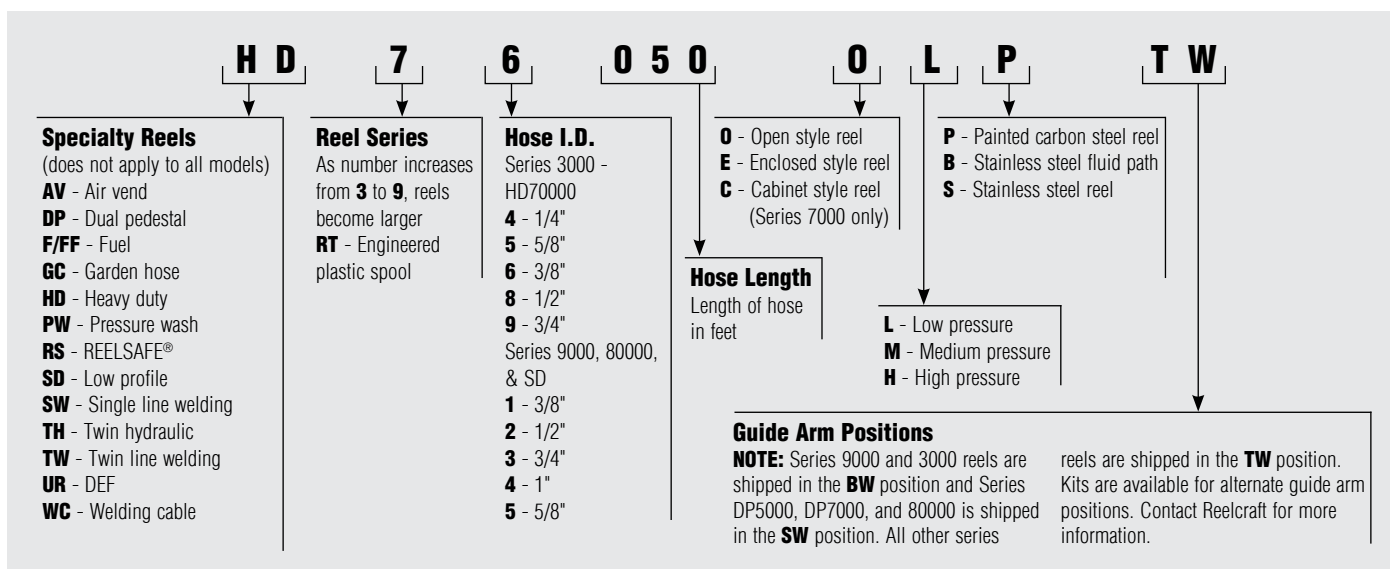 HD 7 6 050 O L P TW
Specialty Reels
(does not apply to all models)
AV - Air vend
DP - Dual pedestal
F/FF - Fuel
GC - Garden hose
HD - Heavy duty
PW - Pressure wash
RS - REELSAFE®
SD - Low profile
SW - Single line welding
TH - Twin hydraulic
TW - Twin line welding
UR - DEF
WC - Welding cable
Reel Series
As number increases
from 3 to 9, reels
become larger
RT - Engineered
plastic spool
Hose I.D.
Series 3000 -
HD70000
4 - 1/4"
5 - 5/8"
6 - 3/8"
8 - 1/2"
9 - 3/4"
Series 9000, 80000,
& SD
1 - 3/8"
2 - 1/2"
3 - 3/4"
4 - 1"
5 - 5/8"
Hose Length
Length of hose
in feet
O - Open style reel
E - Enclosed style reel
C - Cabinet style reel
(Series 7000 only)
L - Low pressure
M - Medium pressure
H - High pressure
P - Painted carbon steel reel
B - Stainless steel fluid path
S - Stainless steel reel
Guide Arm Positions
NOTE: Series 9000 and 3000 reels are
shipped in the BW position and Series
DP5000, DP7000, and 80000 is shipped
in the SW position. All other series
reels are shipped in the TW position.
Kits are available for alternate guide arm
positions. Contact Reelcraft for more
information.